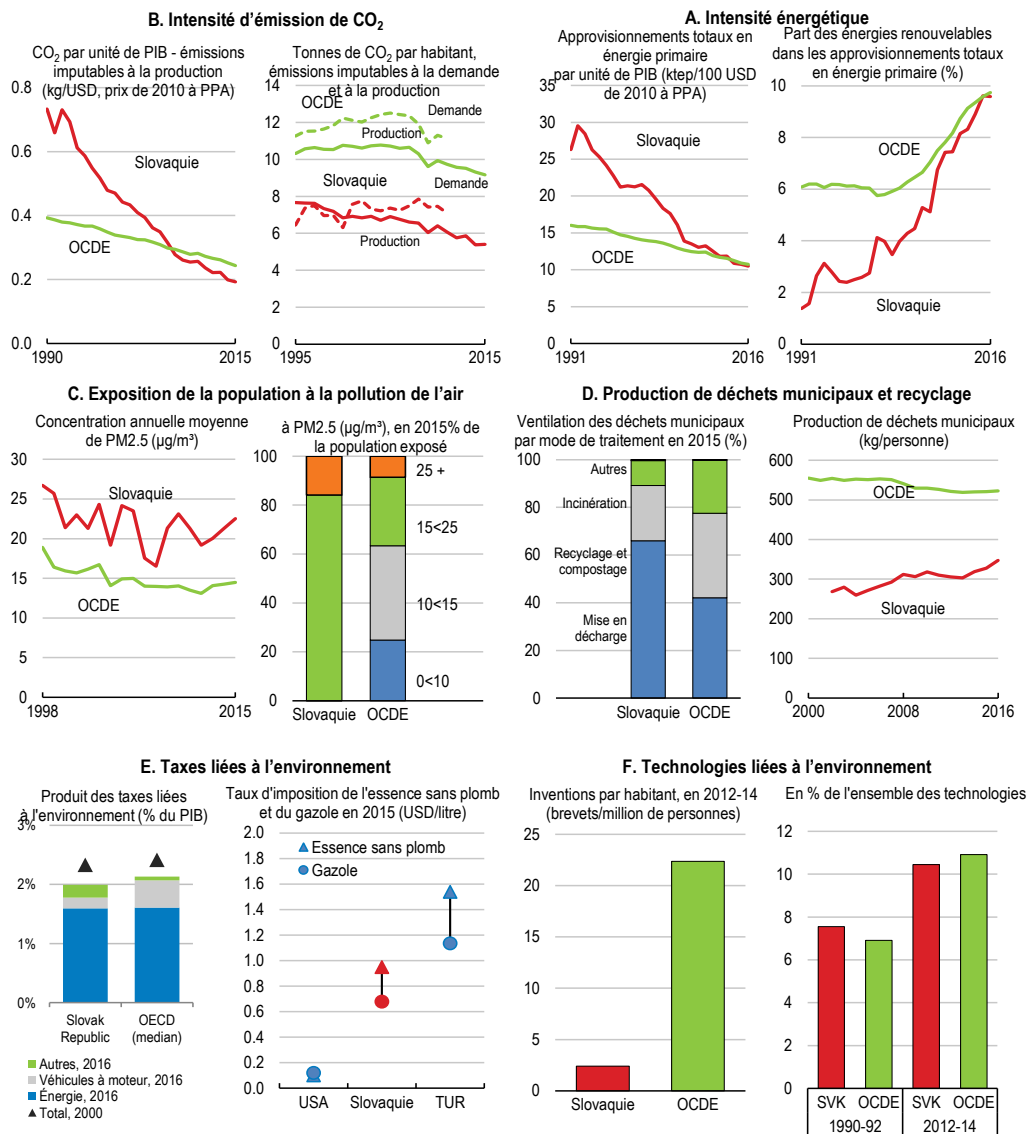 B. Intensité d'émission de CO2
CO2 par unité de PIB - émissions
imputables à la production
(kg/USD, prix de 2010 à PPA)
0.8
0.6
0.4
0.2
0.0
1990
2015
Slovaquie
OCDE
Tonnes de CO2 par habitant,
émissions imputables à la demande
et à la production
14
12
10
8
6
4
2
0
1995
2015
OCDE
Demande
Production
Slovaquie
Demande
Production
A. Intensité énergétique
Approvisionnements totaux en
énergie primaire
par unité de PIB (ktep/100 USD
de 2010 à PPA)
35
30
25
20
15
10
5
0
1991
2016
Slovaquie
OCDE
Part des énergies renouvelables
dans les approvisionnements totaux
en énergie primaire (%)
10
8
6
4
2
0
1991
2016
OCDE
Slovaquie
C. Exposition de la population à la pollution de l'air
Concentration annuelle moyenne
de PM2.5 (µg/m³)
30
25
20
15
10
5
0
1998
2015
Slovaquie
OCDE
à PM2.5 (µg/m³), en 2015% de
la population exposé
100
80
60
40
20
0
25 +
15<25
10<15
0<10
Slovaquie OCDE
D. Production de déchets municipaux et recyclage
Ventilation des déchets municipaux
par mode de traitement en 2015 (%)
100
80
60
40
20
0
Autres
Incinération
Recyclage et
compostage
Mise en
décharge
Slovaquie OCDE
Production de déchets municipaux
(kg/personne)
600
500
400
300
200
100
0
2000
2008
2016
OCDE
Slovaquie
E. Taxes liées à l'environnement
Produit des taxes liées
à l'environnement (% du PIB)
3%
2%
1%
0%
Slovak
Republic
OECD
(median)
Autres, 2016
Véhicules à moteur, 2016
Énergie, 2016
Total, 2000
Taux d'imposition de l'essence sans plomb
et du gazole en 2015 (USD/litre)
2.0
1.8
1.6
1.4
1.2
1.0
0.8
0.6
0.4
0.2
0.0
Essence sans plomb
Gazole
USA Slovaquie TUR
F. Technologies liées à l'environnement
Inventions par habitant, en 2012-14
(brevets/million de personnes)
25
20
15
10
5
0
Slovaquie OCDE
En % de l'ensemble des technologies
12
10
8
6
4
2
0
SVK OCDE SVK OCDE
1990-92 2012-14